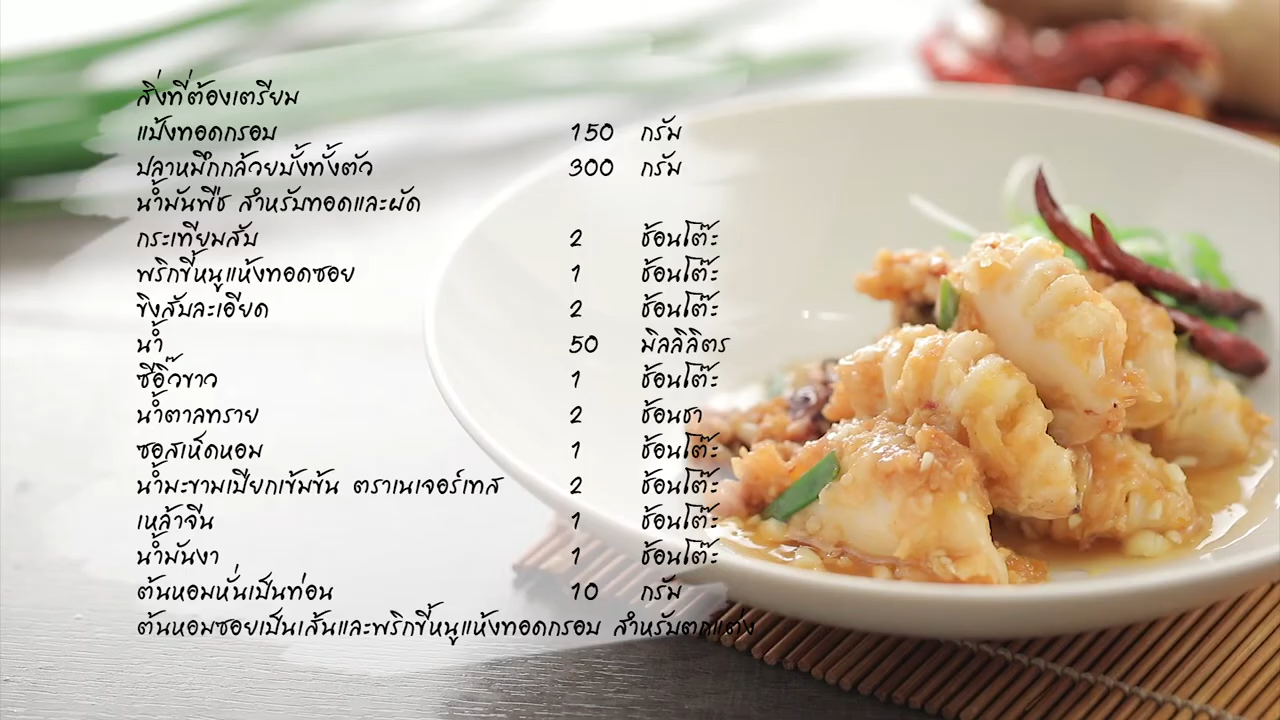 สิ่งที่ต้องเตรียม
แป้งทอดกรอบ 150 กรัม
ปลาหมึกกล้วยบั้งทั้งตัว 300 กรัม
น้ำมันพืช สำหรับทอดและผัด
กระเทียมสับ 2 ช้อนโต๊ะ
พริกขี้หนูแห้งทอดซอย 1 ช้อนโต๊ะ
ขิงสับละเอียด 2 ช้อนโต๊ะ
น้ำ 50 มิลลิลิตร
ซีอิ๊วขาว 1 ช้อนโต๊ะ
น้ำตาลทราย 2 ช้อนชา
ซอสเห็ดหอม 1 ช้อนโต๊ะ
น้ำมะขามเปียกเข้มข้น ตราเนเจอร์เทส 2 ช้อนโต๊ะ
เหล้าจีน 1 ช้อนโต๊ะ
น้ำมันงา 1 ช้อนโต๊ะ
ต้นหอมหั่นเป็นท่อน 10 กรัม
ต้นหอมซอยเป็นเส้นและพริกขี้หนูแห้งทอดกรอบ สำหรับตกแต่ง